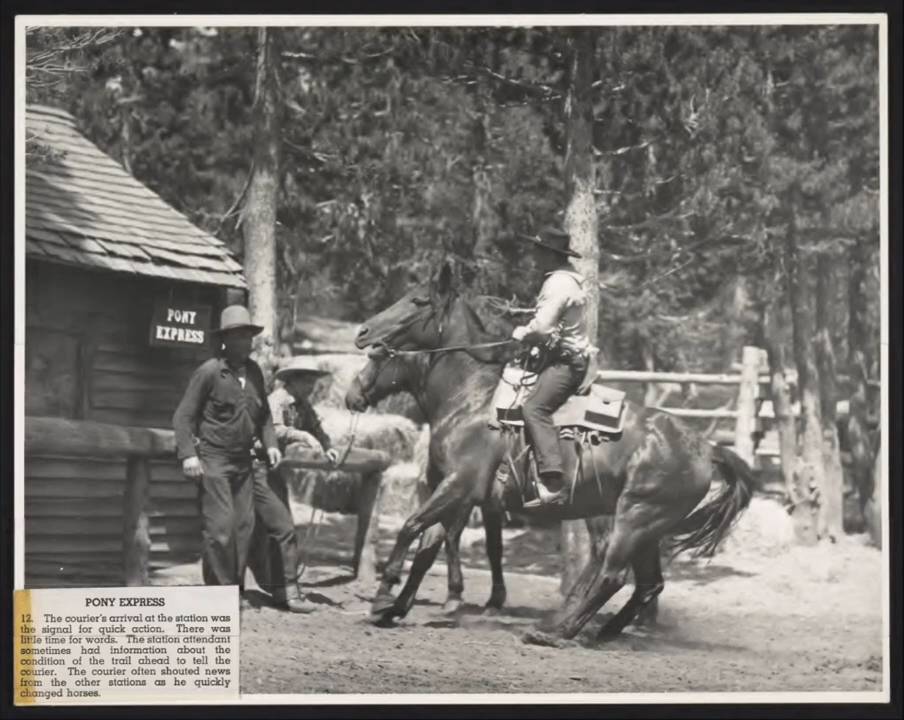 PONY
EXPRESS
PONY EXPRESS
12. The courier's arrival at the station was
the signal for quick action. There was
little time for words. The station attendant
sometimes had information about the
condition of the trail ahead to tell the
courier. The courier often shouted news
from the other stations as he quickly
changed horses.